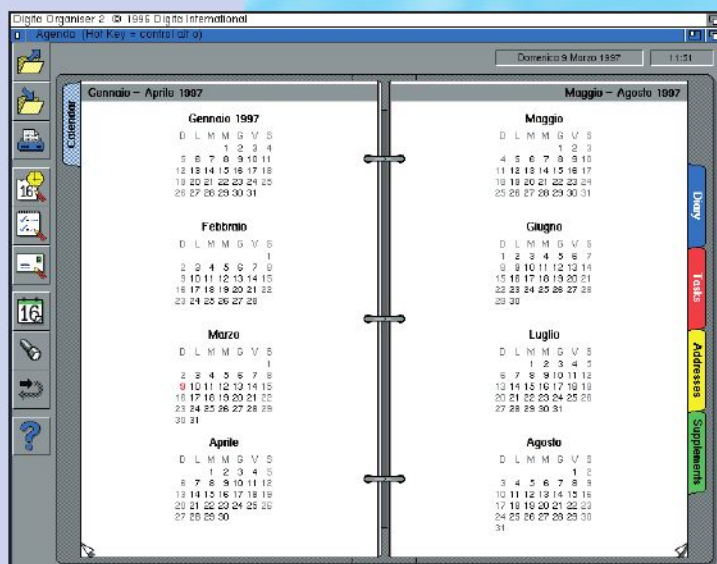 Digita Organiser 2 © 1996 Digita International
Agenda (Hot Key = control alt o)
Domenica 9 Marzo 1997
11:51
Calendar
Gennaio – Aprile 1997
Gennaio 1997
D L M M G V S
1 2 3 4
5 6 7 8 9 10 11
12 13 14 15 16 17 18
19 20 21 22 23 24 25
26 27 28 29 30 31
Febbraio
D L M M G V S
1
2 3 4 5 6 7 8
9 10 11 12 13 14 15
16 17 18 19 20 21 22
23 24 25 26 27 28
Marzo
D L M M G V S
1
2 3 4 5 6 7 8
9 10 11 12 13 14 15
16 17 18 19 20 21 22
23 24 25 26 27 28 29
30 31
Aprile
D L M M G V S
1 2 3 4 5
6 7 8 9 10 11 12
13 14 15 16 17 18 19
20 21 22 23 24 25 26
27 28 29 30
Maggio – Agosto 1997
Maggio
D L M M G V S
1 2 3
4 5 6 7 8 9 10
11 12 13 14 15 16 17
18 19 20 21 22 23 24
25 26 27 28 29 30 31
Giugno
D L M M G V S
1 2 3 4 5 6 7
8 9 10 11 12 13 14
15 16 17 18 19 20 21
22 23 24 25 26 27 28
29 30
Luglio
D L M M G V S
1 2 3 4 5
6 7 8 9 10 11 12
13 14 15 16 17 18 19
20 21 22 23 24 25 26
27 28 29 30 31
Agosto
D L M M G V S
1 2
3 4 5 6 7 8 9
10 11 12 13 14 15 16
17 18 19 20 21 22 23
24 25 26 27 28 29 30
31
Diary
Tasks
Addresses
Supplements
16
16
?